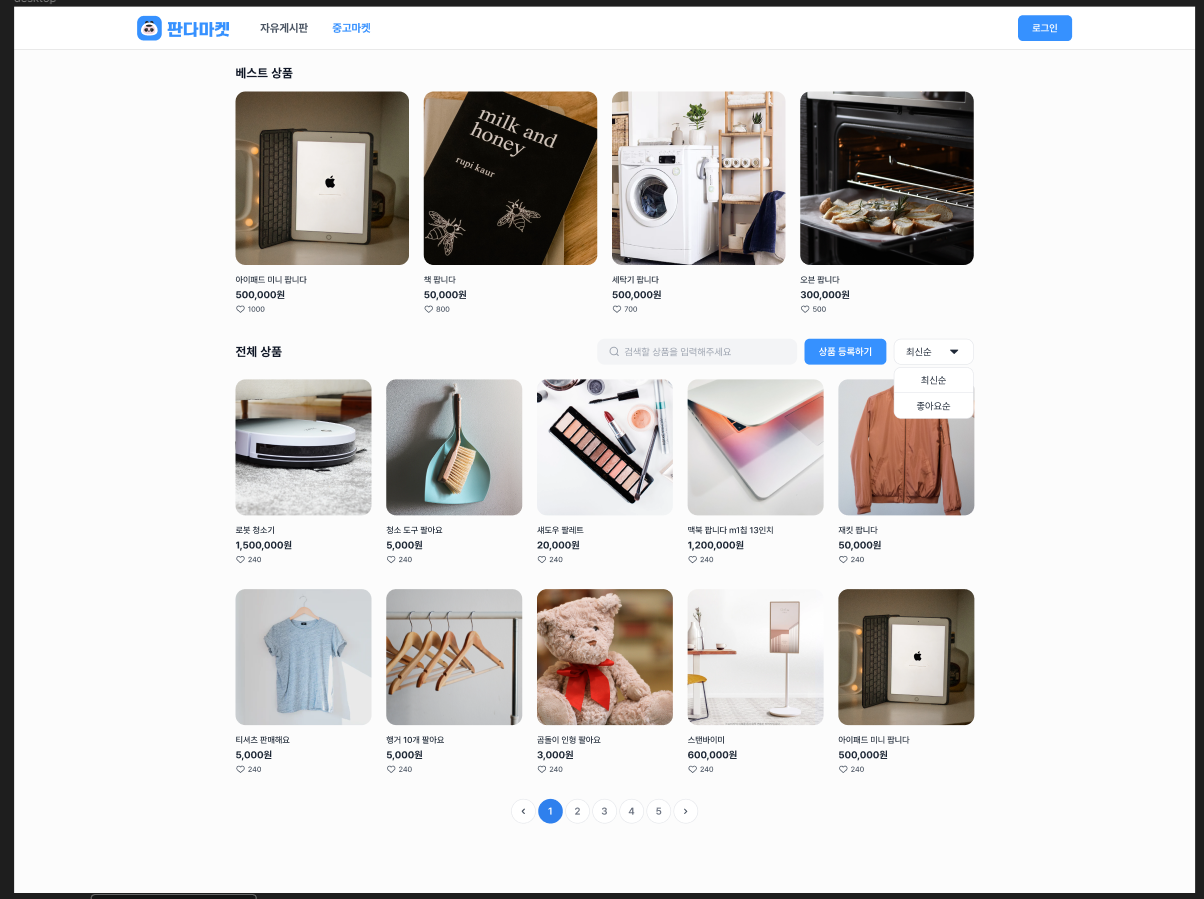 desktop
판다마켓
자유게시판
중고마켓
로그인
베스트 상품
milk and
honey
rupi kaur
아이패드 미니 팝니다
500,000원
1000
책 팝니다
50,000원
800
세탁기 팝니다
500,000원
700
오븐 팝니다
300,000원
500
전체 상품
검색할 상품을 입력해주세요
상품 등록하기
최신순
최신순
좋아요순
로봇 청소기
1,500,000원
240
청소 도구 팔아요
5,000원
240
섀도우 팔레트
20,000원
240
맥북 팝니다 m1칩 13인치
1,200,000원
240
재킷 팝니다
50,000원
240
티셔츠 판매해요
5,000원
240
행거 10개 팔아요
5,000원
240
곰돌이 인형 팔아요
3,000원
240
스탠바이미
600,000원
240
아이패드 미니 팝니다
500,000원
240
1
2
3
4
5